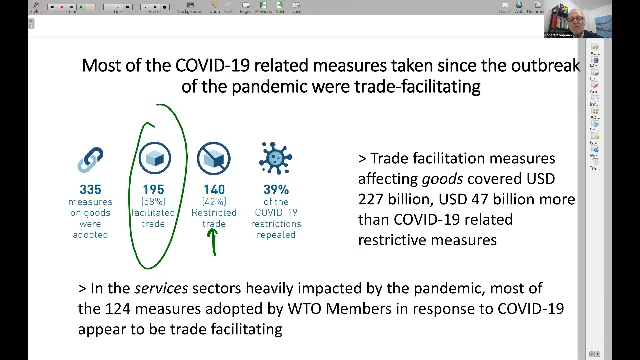 Most of the COVID-19 related measures taken since the outbreak
of the pandemic were trade-facilitating
335
measures
on goods
were
adopted
195
(58%)
facilitated
trade
140
(42%)
Restricted
trade
39%
of the
COVID-19
restrictions
repealed
> Trade facilitation measures
affecting goods covered USD
227 billion, USD 47 billion more
than COVID-19 related
restrictive measures
> In the services sectors heavily impacted by the pandemic, most of
the 124 measures adopted by WTO Members in response to COVID-19
appear to be trade facilitating